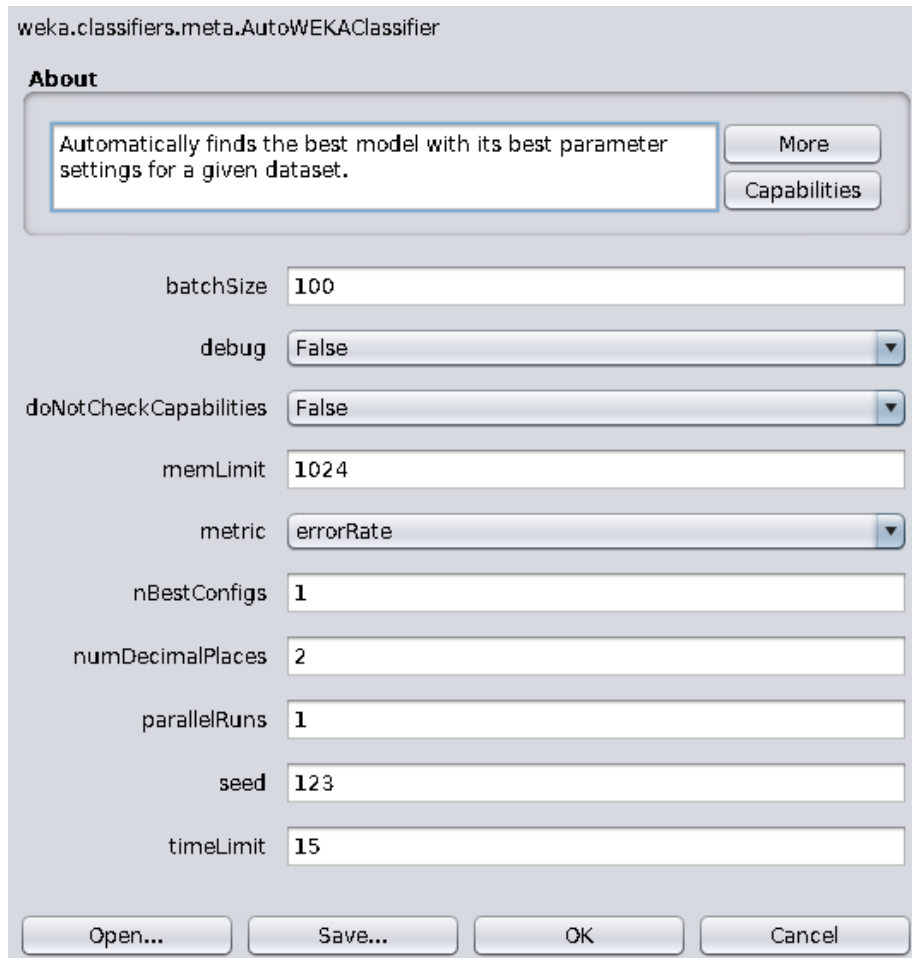 weka.classifiers.meta.AutoWEKAClassifier
About
Automatically finds the best model with its best parameter
settings for a given dataset.
More
Capabilities
batchSize 100
debug False
doNotCheckCapabilities False
memLimit 1024
metric errorRate
nBestConfigs 1
numDecimalPlaces 2
parallelRuns 1
seed 123
timeLimit 15
Open... Save... OK Cancel